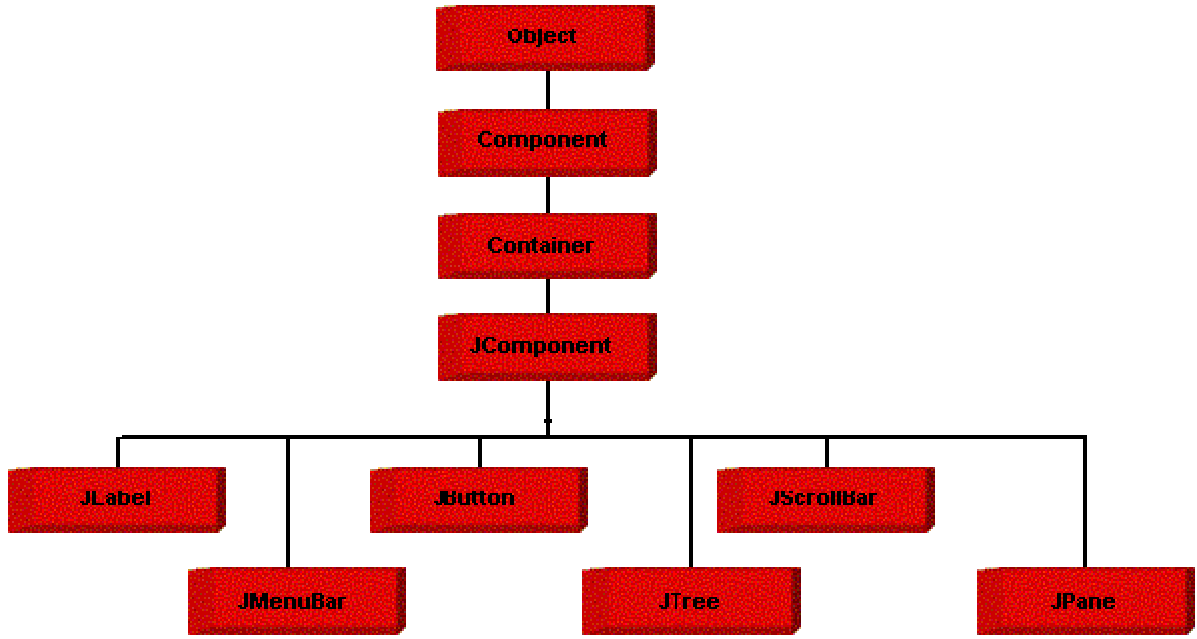 Object
Component
Container
JComponent
JLabel
JButton
JScrollBar
JMenuBar
JTree
JPane